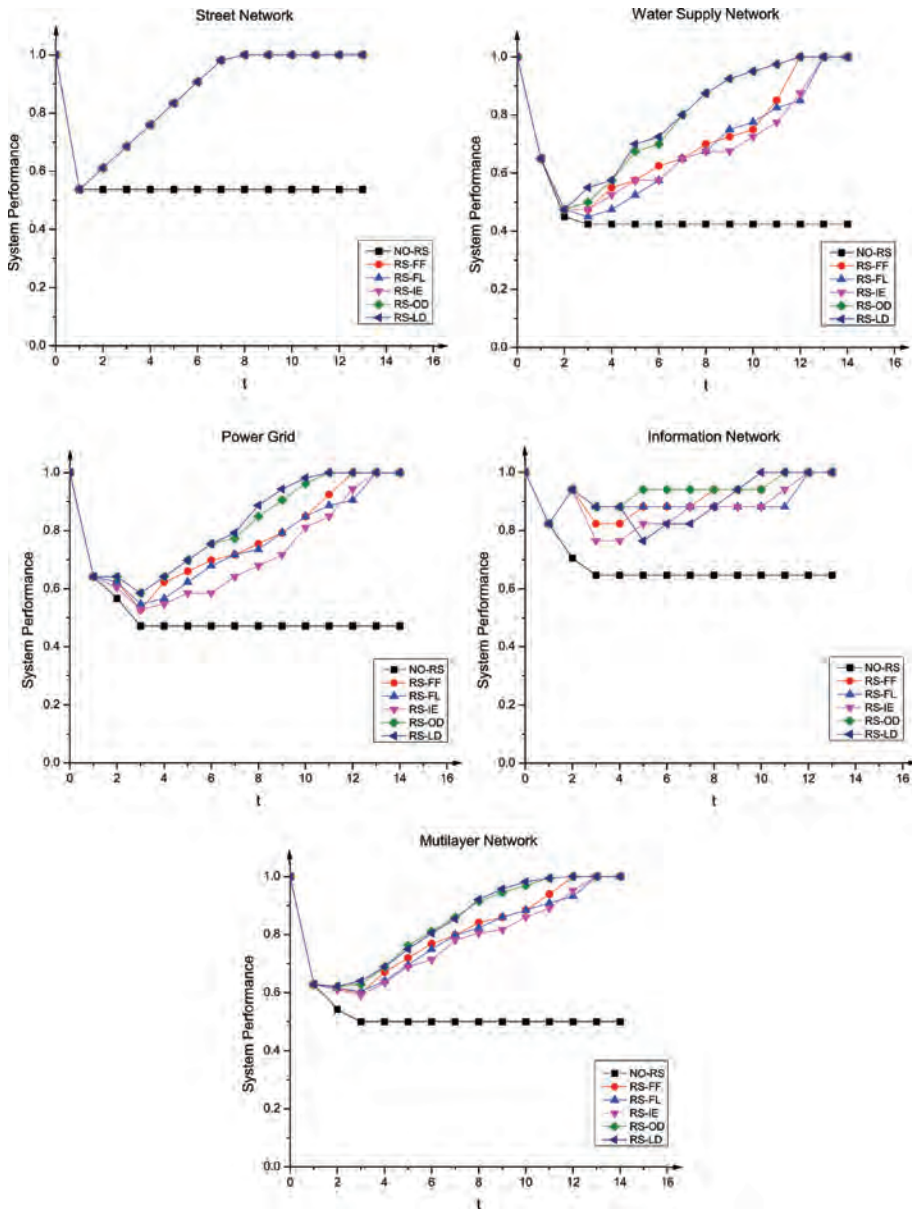 Street Network
System Performance
1.0
0.8
0.6
0.4
0.2
0.0
0 2 4 6 8 10 12 14 16
t
NO-RS
RS-FF
RS-FL
RS-IE
RS-OD
RS-LD
Water Supply Network
System Performance
1.0
0.8
0.6
0.4
0.2
0.0
0 2 4 6 8 10 12 14 16
t
NO-RS
RS-FF
RS-FL
RS-IE
RS-OD
RS-LD
Power Grid
System Performance
1.0
0.8
0.6
0.4
0.2
0.0
0 2 4 6 8 10 12 14 16
t
NO-RS
RS-FF
RS-FL
RS-IE
RS-OD
RS-LD
Information Network
System Performance
1.0
0.8
0.6
0.4
0.2
0.0
0 2 4 6 8 10 12 14 16
t
NO-RS
RS-FF
RS-FL
RS-IE
RS-OD
RS-LD
Mutilayer Network
System Performance
1.0
0.8
0.6
0.4
0.2
0.0
0 2 4 6 8 10 12 14 16
t
NO-RS
RS-FF
RS-FL
RS-IE
RS-OD
RS-LD